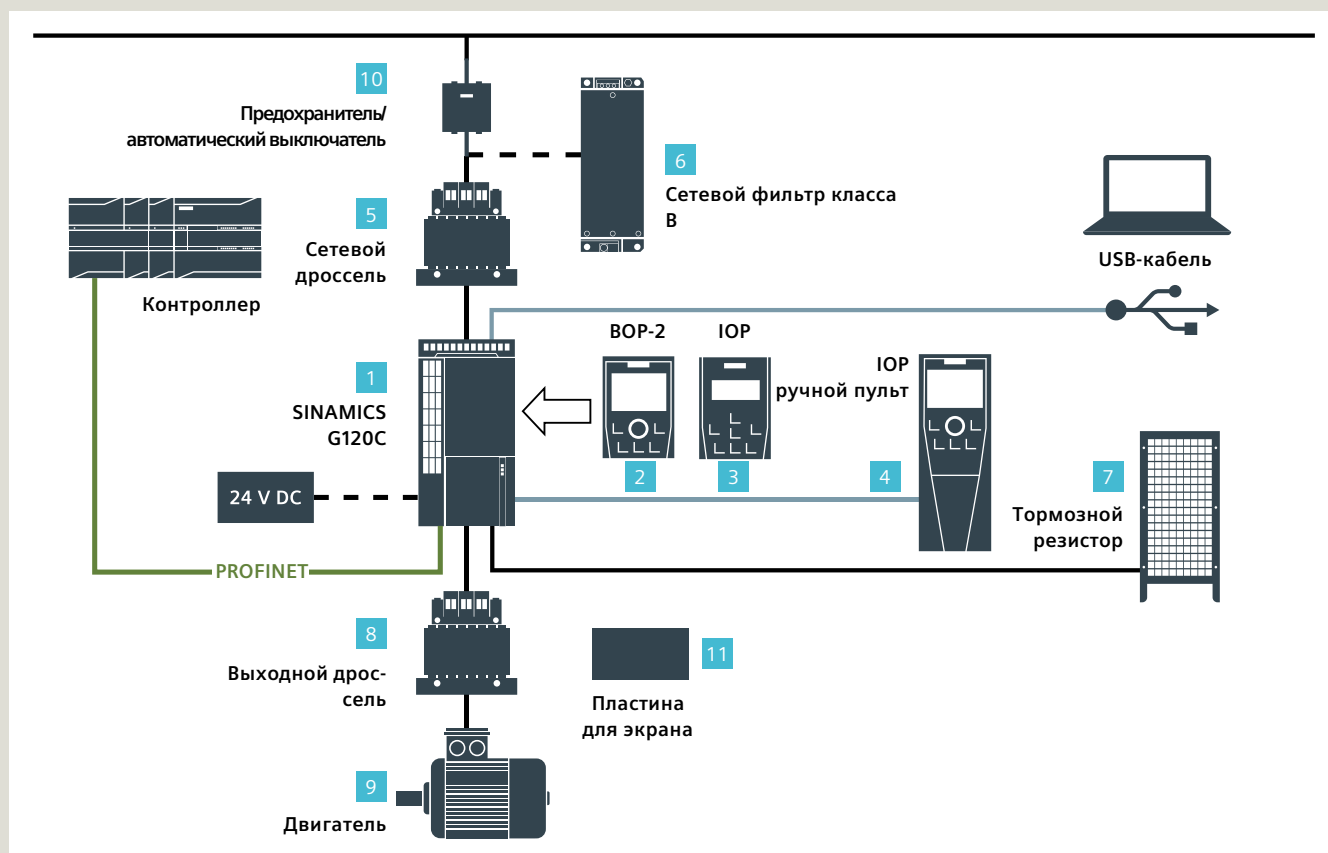 10
Предохранитель/
автоматический выключатель
6
Сетевой фильтр класса
B
5
Сетевой
дроссель
Контроллер
USB-кабель
BOP-2
IOP
1
SINAMICS
G120C
IOP
ручной пульт
2
3
4
7
Тормозной
резистор
24 V DC
PROFINET
8
Выходной дрос-
сель
11
Пластина
для экрана
9
Двигатель